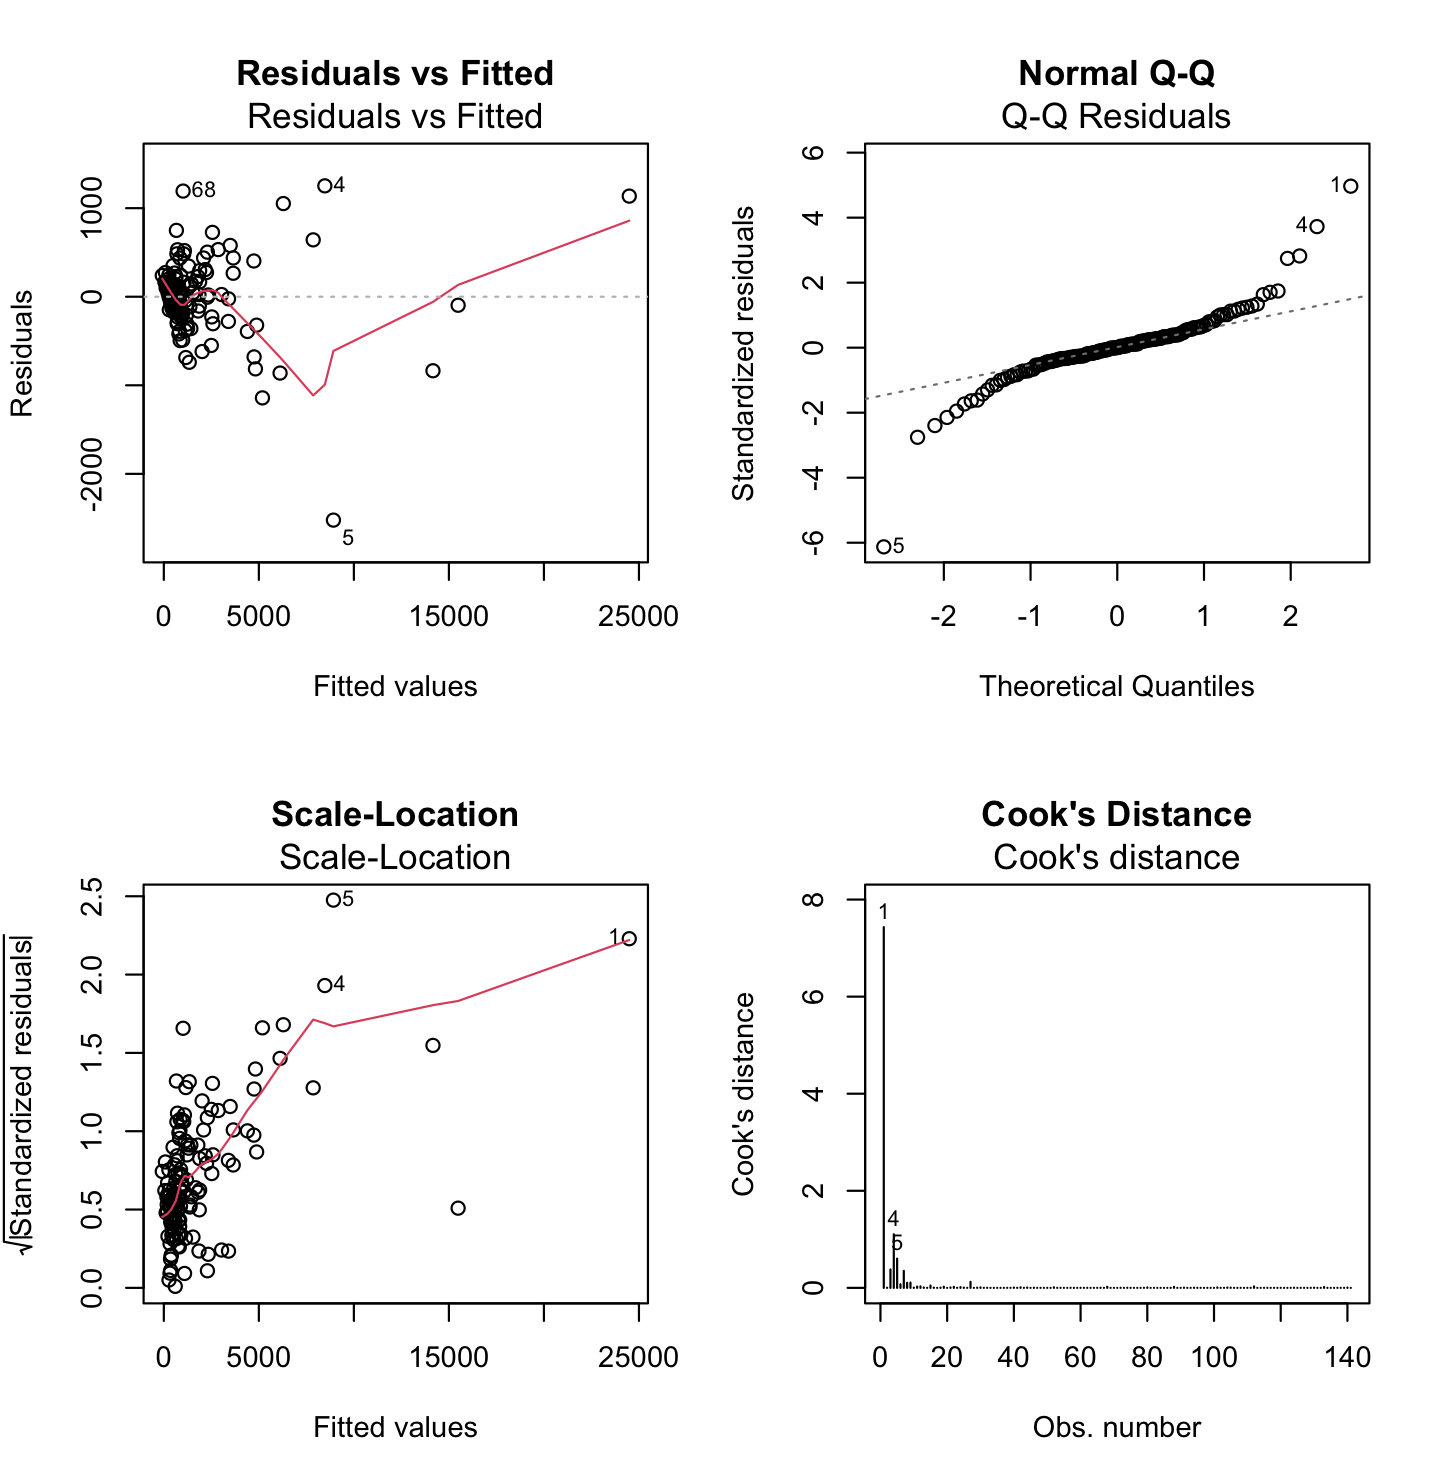 Residuals vs Fitted
Residuals vs Fitted
Residuals
1000
0
-2000
68
4
5
0 5000 15000 25000
Fitted values
Normal Q-Q
Q-Q Residuals
Standardized residuals
6
4
2
0
-2
-4
-6
1
4
5
-2 -1 0 1 2
Theoretical Quantiles
Scale-Location
Scale-Location
√|Standardized residuals|
2.5
2.0
1.5
1.0
0.5
0.0
5
1
4
0 5000 15000 25000
Fitted values
Cook's Distance
Cook's distance
Cook's distance
8
6
4
2
0
1
4
5
0 20 40 60 80 100 140
Obs. number